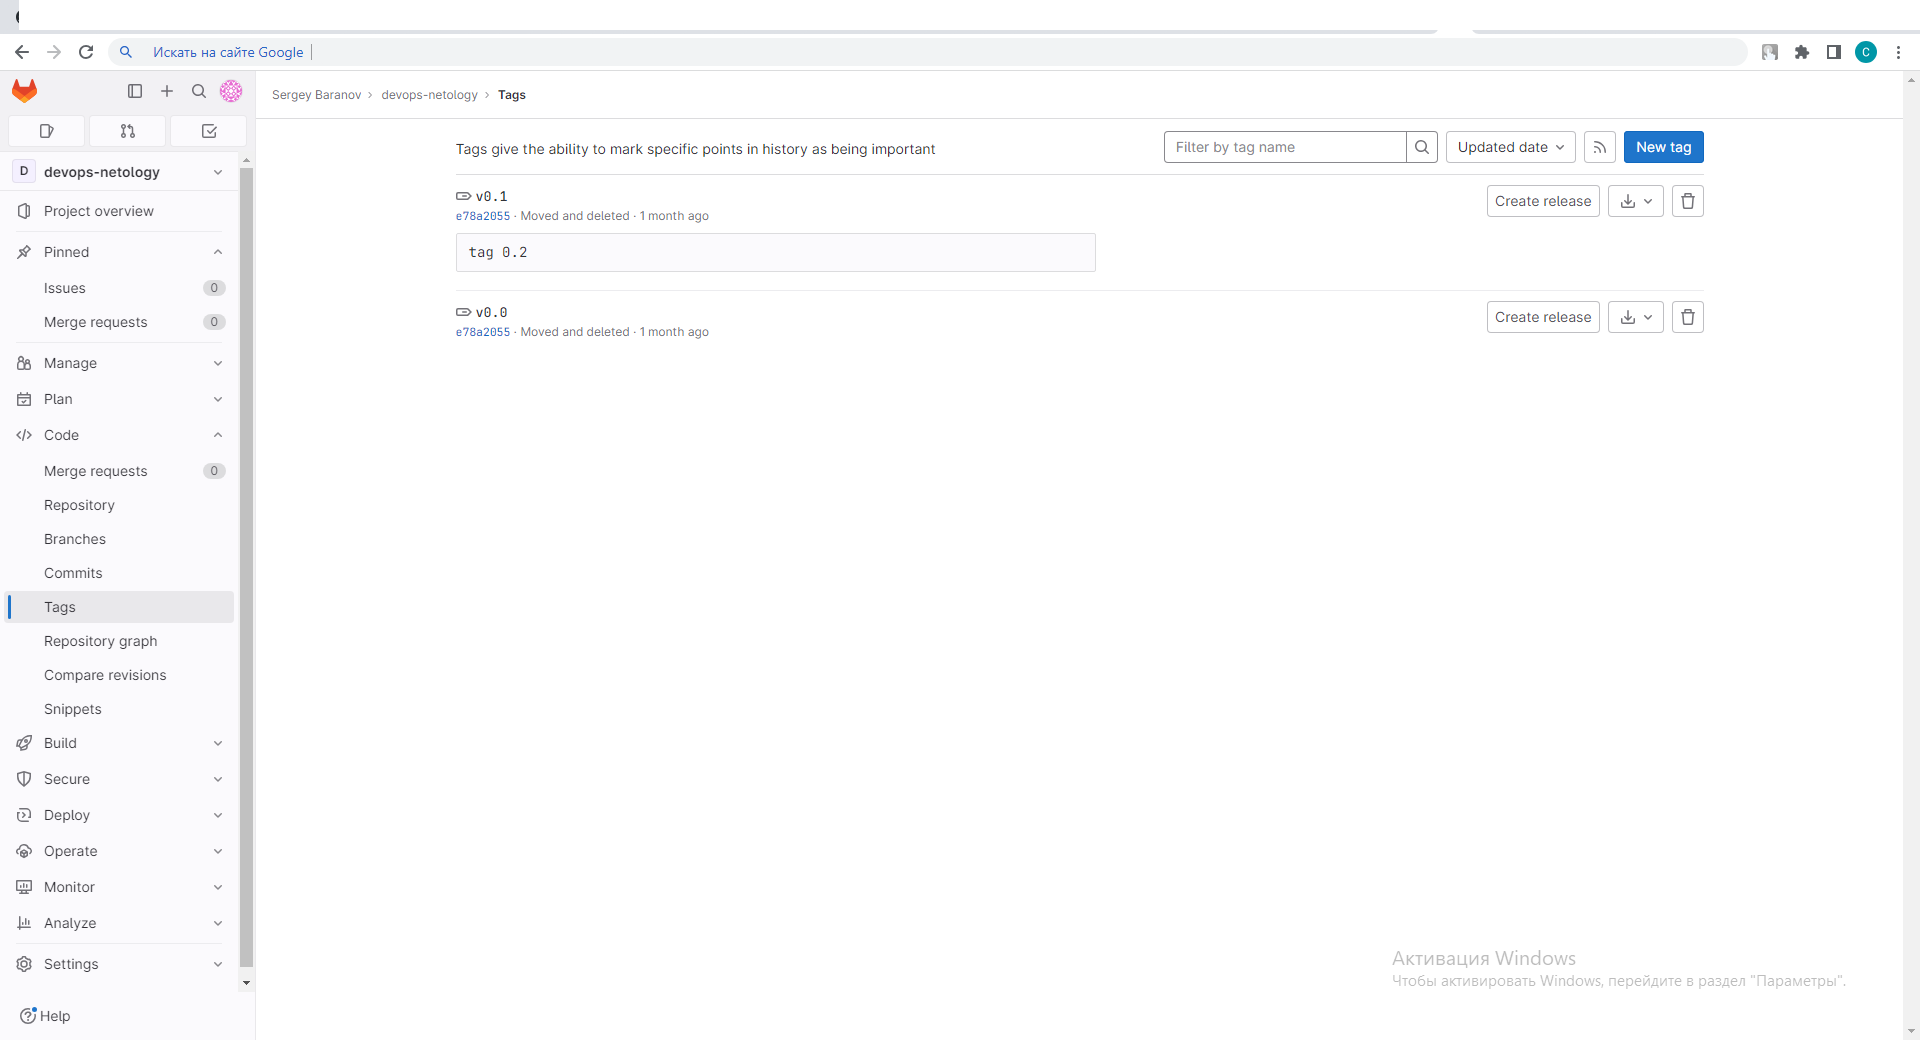 Искать на сайте Google
Sergey Baranov › devops-netology › Tags
D devops-netology
Project overview
Pinned
Issues 0
Merge requests 0
Manage
Plan
Code
Merge requests 0
Repository
Branches
Commits
Tags
Repository graph
Compare revisions
Snippets
Build
Secure
Deploy
Operate
Monitor
Analyze
Settings
Help
Tags give the ability to mark specific points in history as being important
Filter by tag name
Updated date
New tag
v0.1
e78a2055 · Moved and deleted · 1 month ago
Create release
tag 0.2
v0.0
e78a2055 · Moved and deleted · 1 month ago
Create release
Активация Windows
Чтобы активировать Windows, перейдите в раздел "Параметры".
C